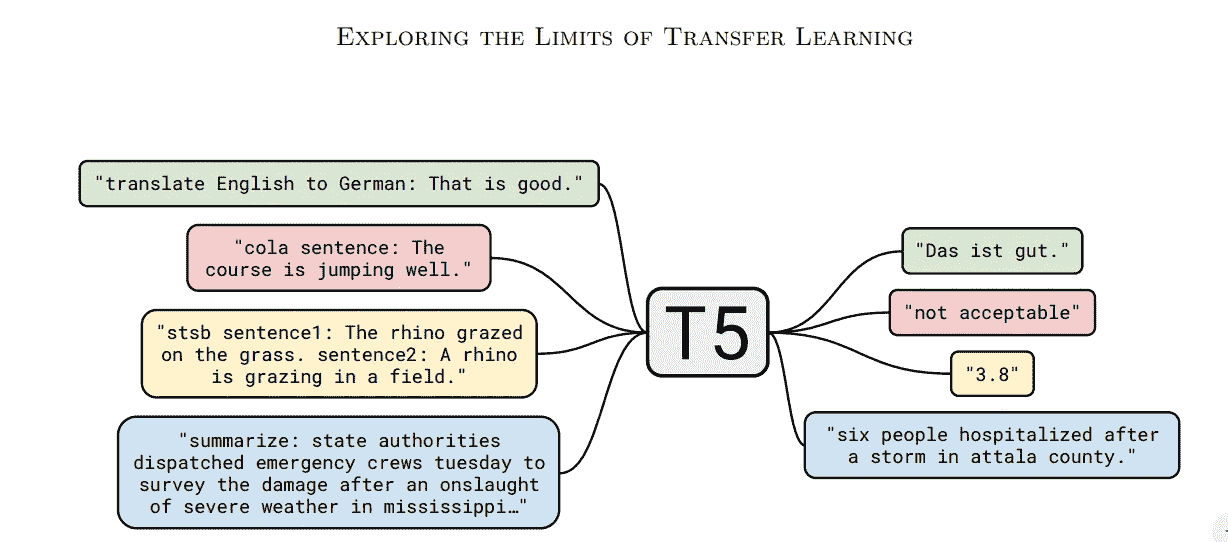 EXPLORING THE LIMITS OF TRANSFER LEARNING
"translate English to German: That is good."
"cola sentence: The
course is jumping well."
"stsb sentence1: The rhino grazed
on the grass. sentence2: A rhino
is grazing in a field."
"summarize: state authorities
dispatched emergency crews tuesday to
survey the damage after an onslaught
of severe weather in mississippi…"
T5
"Das ist gut."
"not acceptable"
"3.8"
"six people hospitalized after
a storm in attala county."